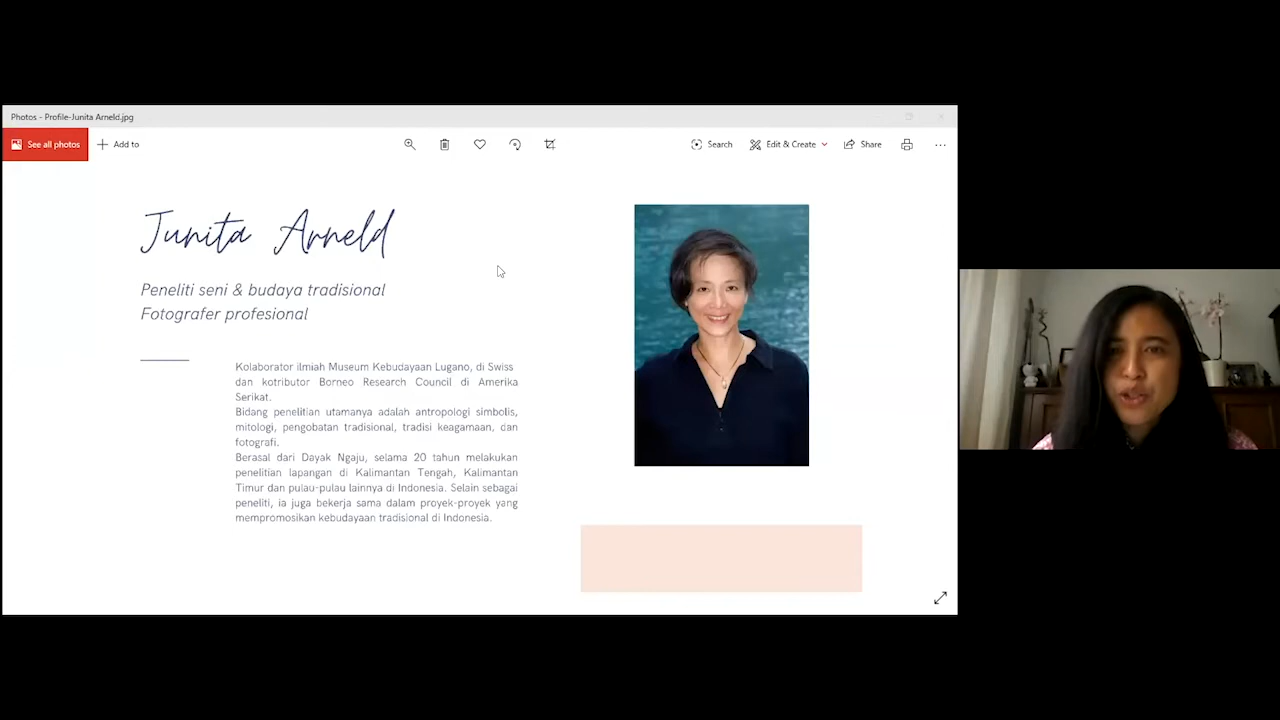 Photos - Profile-Junita Arneld.jpg
See all photos
Add to
Search
Edit & Create
Share
Junita Arneld
Peneliti seni & budaya tradisional
Fotografer profesional
Kolaborator ilmiah Museum Kebudayaan Lugano, di Swiss
dan kotributor Borneo Research Council di Amerika
Serikat.
Bidang penelitian utamanya adalah antropologi simbolis,
mitologi, pengobatan tradisional, tradisi keagamaan, dan
fotografi.
Berasal dari Dayak Ngaju, selama 20 tahun melakukan
penelitian lapangan di Kalimantan Tengah, Kalimantan
Timur dan pulau-pulau lainnya di Indonesia. Selain sebagai
peneliti, ia juga bekerja sama dalam proyek-proyek yang
mempromosikan kebudayaan tradisional di Indonesia.